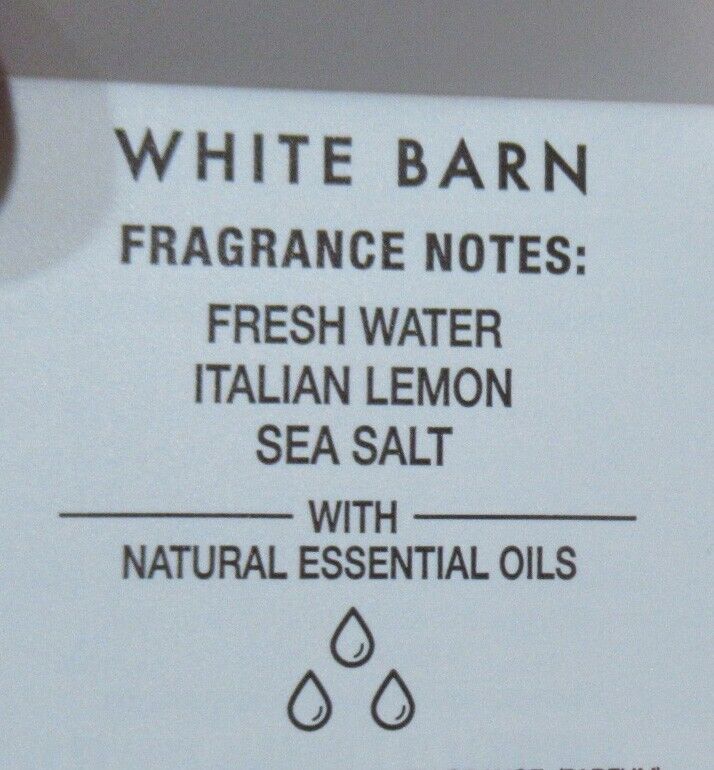 WHITE BARN
FRAGRANCE NOTES:
FRESH WATER
ITALIAN LEMON
SEA SALT
WITH
NATURAL ESSENTIAL OILS